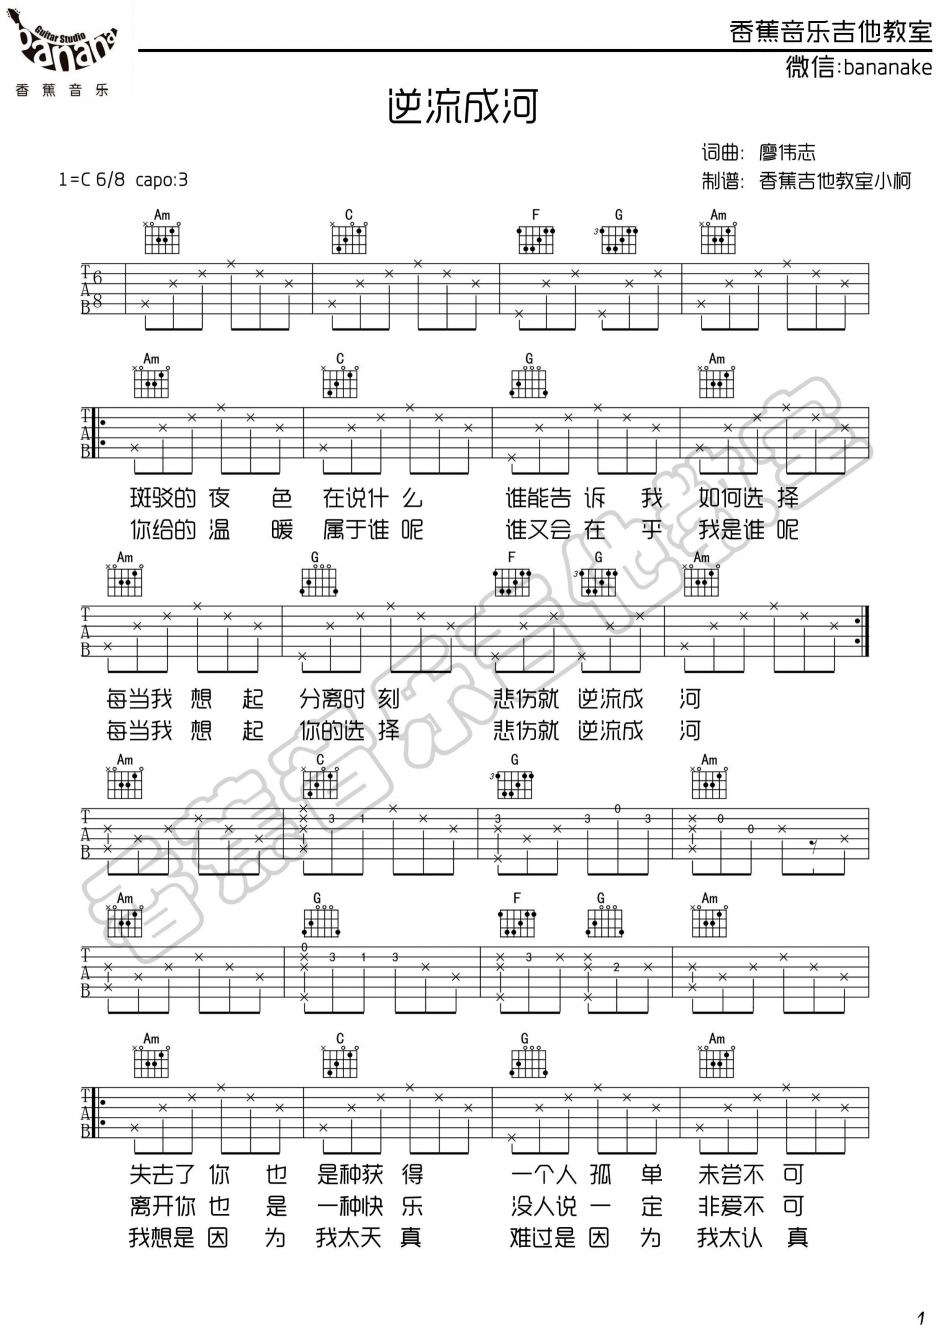 Guitar Studio
banana
香蕉音乐
香蕉音乐吉他教室
微信:bananake
逆流成河
词曲: 廖伟志
1=C 6/8 capo:3
制谱: 香蕉吉他教室小柯
Am C F G Am
Am C G Am
斑驳的夜色在说什么 谁能告诉我如何选择
你给的温暖属于谁呢 谁又会在乎我是谁呢
Am G F G Am
每当我想起分离时刻 悲伤就逆流成河
每当我想起你的选择 悲伤就逆流成河
Am C G Am
3 1 3 3 0 3 0 0
Am G F G Am
0 3 1 3 3 2
Am C G Am
失去了你也是种获得 一个人孤单未尝不可
离开你也是一种快乐 没人说一定非爱不可
我想是因为我太天真 难过是因为我太认真
香蕉音乐吉他教室
1